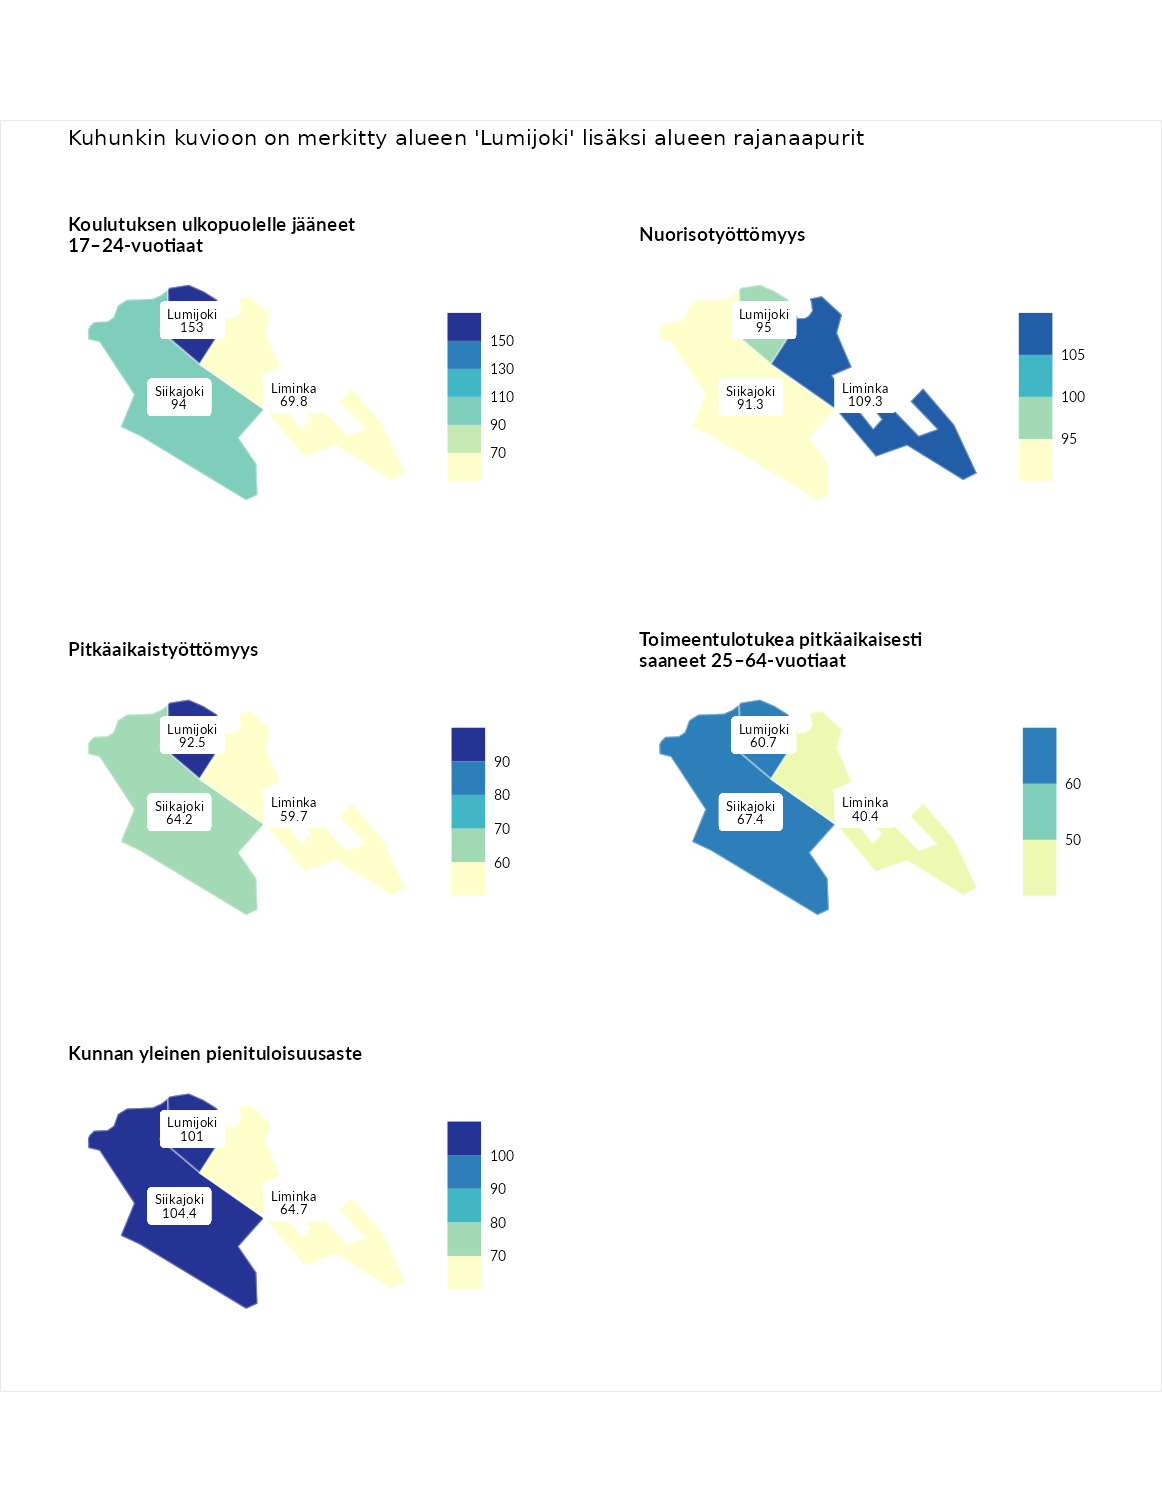 Kuhunkin kuvioon on merkitty alueen 'Lumijoki' lisäksi alueen rajanaapurit
Koulutuksen ulkopuolelle jääneet
17–24-vuotiaat
Lumijoki
153
Siikajoki
94
Liminka
69.8
150
130
110
90
70
Nuorisotyöttömyys
Lumijoki
95
Siikajoki
91.3
Liminka
109.3
105
100
95
Pitkäaikaistyöttömyys
Lumijoki
92.5
Siikajoki
64.2
Liminka
59.7
90
80
70
60
Toimeentulotukea pitkäaikaisesti
saaneet 25–64-vuotiaat
Lumijoki
60.7
Siikajoki
67.4
Liminka
40.4
60
50
Kunnan yleinen pienituloisuusaste
Lumijoki
101
Siikajoki
104.4
Liminka
64.7
100
90
80
70